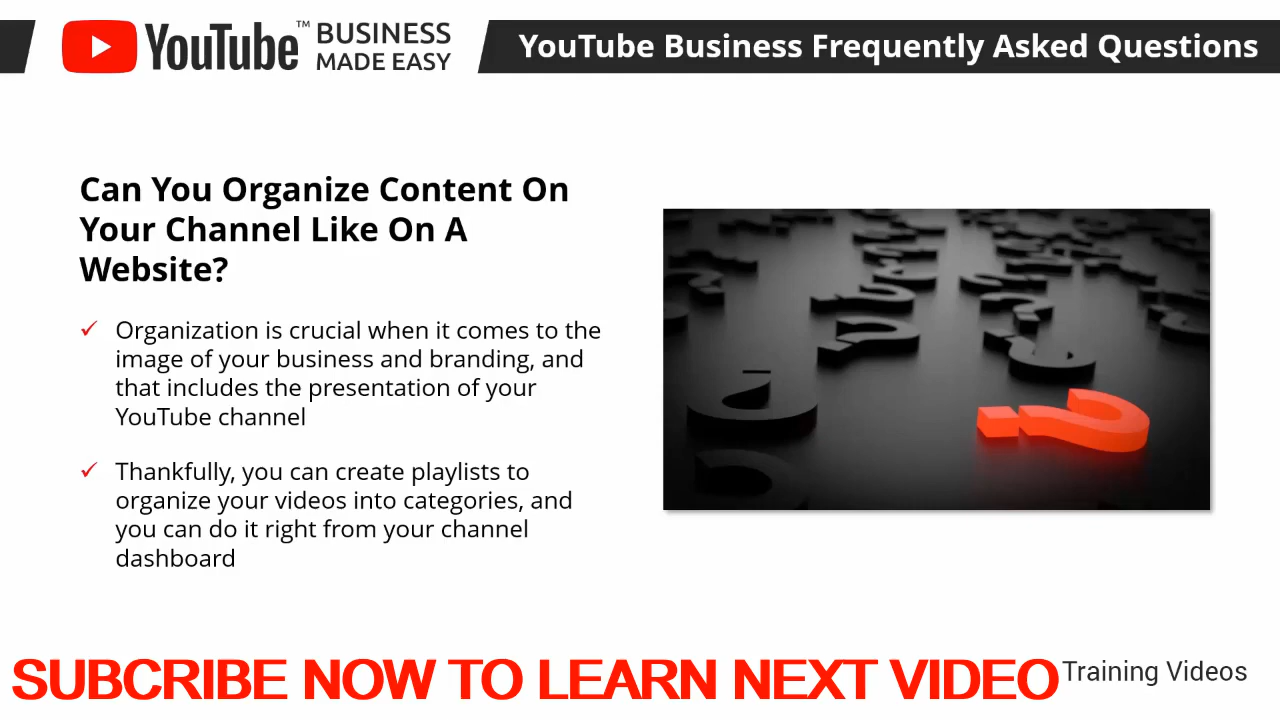 YouTube™ BUSINESS MADE EASY
YouTube Business Frequently Asked Questions
Can You Organize Content On
Your Channel Like On A
Website?
✓ Organization is crucial when it comes to the
image of your business and branding, and
that includes the presentation of your
YouTube channel
✓ Thankfully, you can create playlists to
organize your videos into categories, and
you can do it right from your channel
dashboard
SUBCRIBE NOW TO LEARN NEXT VIDEO Training Videos